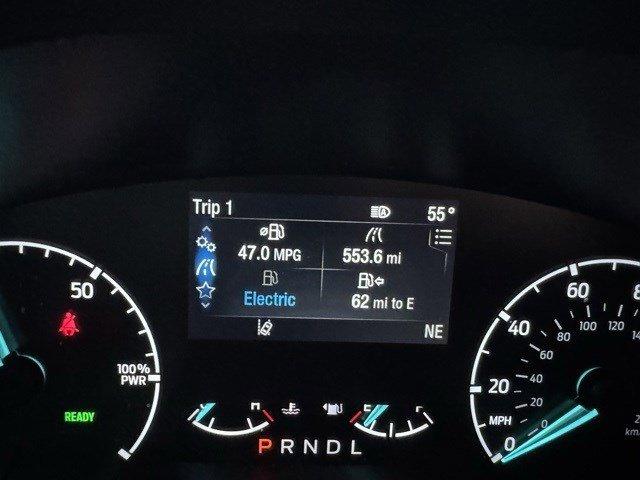 Trip 1
55°
47.0 MPG
553.6 mi
Electric
62 mi to E
NE
50
100%
PWR
READY
H
E
F
PRNDL
60
40
20
0
MPH
120
100
80
60
40
20
0